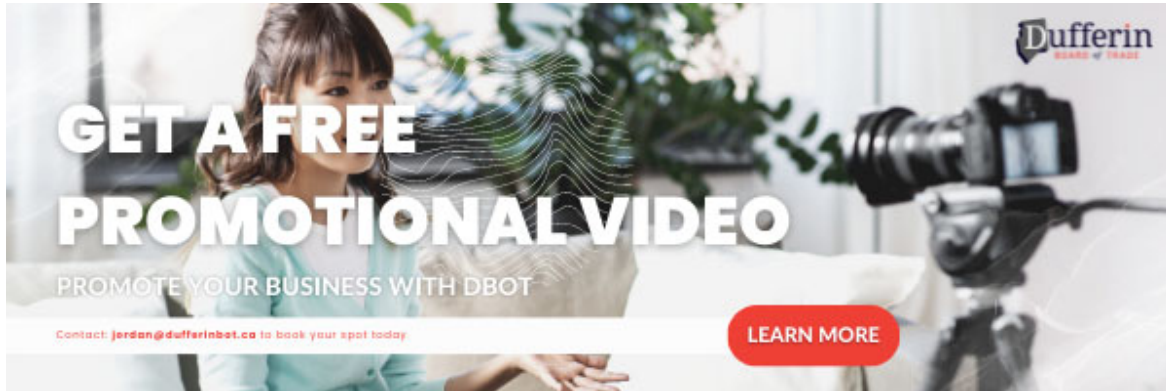 Dufferin
BOARD of TRADE
GET A FREE
PROMOTIONAL VIDEO
PROMOTE YOUR BUSINESS WITH DBOT
Contact: jordan@dufferinbot.ca to book your spot today
LEARN MORE